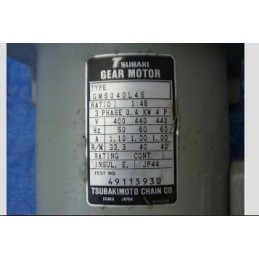 TSUBAKI
GEAR MOTOR
TYPE
GW5040L45
RATIO 1:45
3 PHASE 0.4 KW 4 P
V 400 440 440
Hz 50 60 60
A 1.10 1.00 1.00
R/M 33.3 40 40
RATING CONT.
INSUL. E. JP44
TEST NO.
49115930
TSUBAKIMOTO CHAIN CO.
OSAKA JAPAN